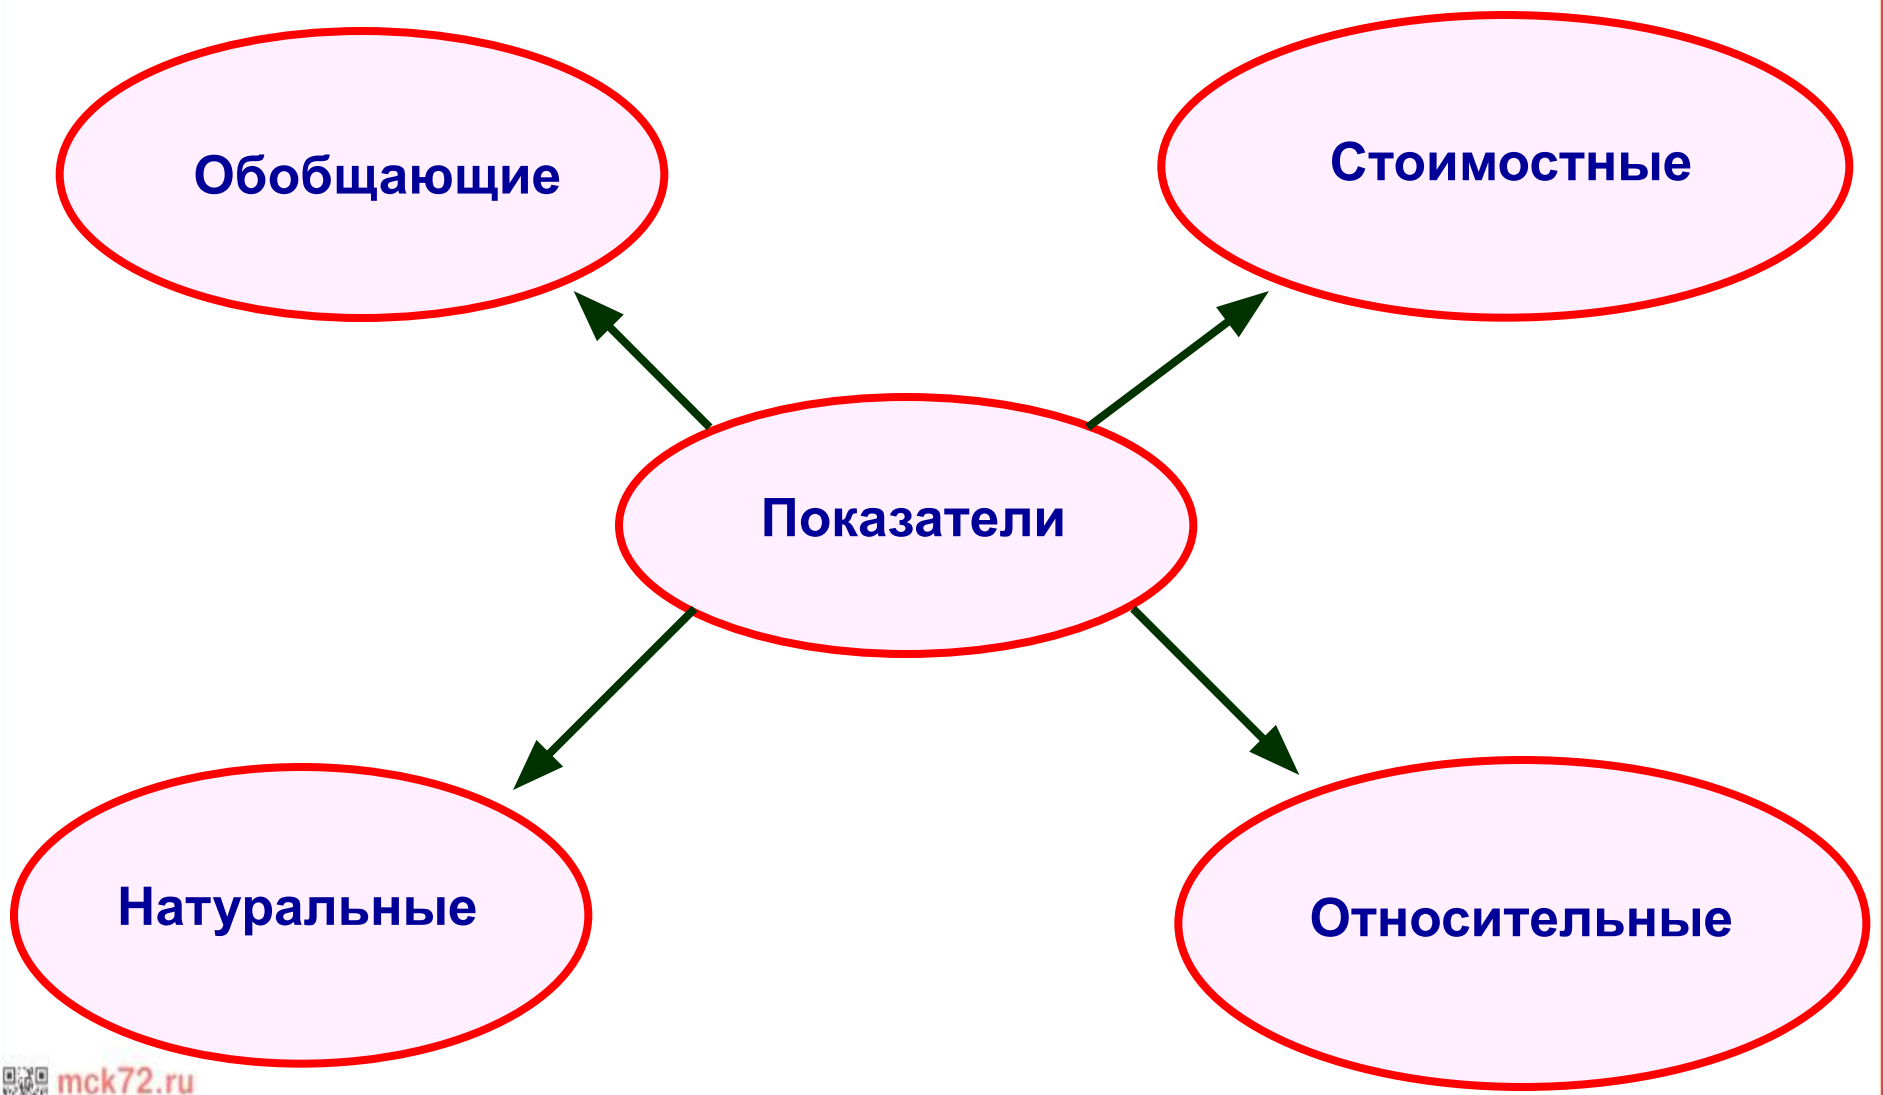 Обобщающие
Стоимостные
Показатели
Натуральные
Относительные
mck72.ru